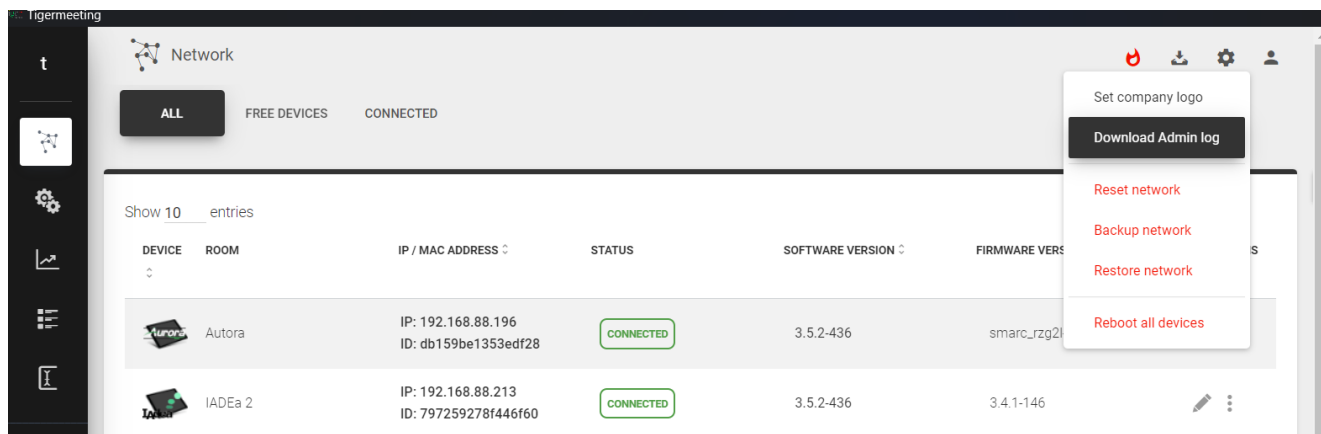 Tigermeeting
t
Network
ALL
FREE DEVICES
CONNECTED
Set company logo
Download Admin log
Reset network
Backup network
Restore network
Reboot all devices
Show 10 entries
DEVICE
ROOM
IP / MAC ADDRESS
STATUS
SOFTWARE VERSION
FIRMWARE VERS
S
Aurora
Autora
IP: 192.168.88.196
ID: db159be1353edf28
CONNECTED
3.5.2-436
smarc_rzg2l
IADEa 2
IP: 192.168.88.213
ID: 797259278f446f60
CONNECTED
3.5.2-436
3.4.1-146